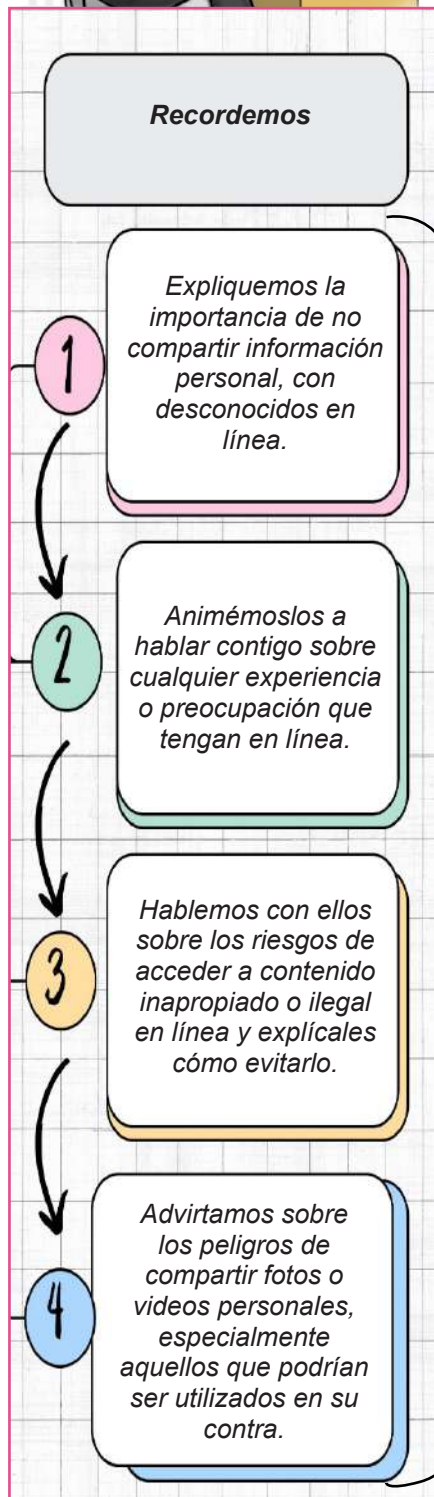 Recordemos
1
Expliquemos la
importancia de no
compartir información
personal, con
desconocidos en
línea.
2
Animémoslos a
hablar contigo sobre
cualquier experiencia
o preocupación que
tengan en línea.
3
Hablemos con ellos
sobre los riesgos de
acceder a contenido
inapropiado o ilegal
en línea y explícales
cómo evitarlo.
4
Advirtamos sobre
los peligros de
compartir fotos o
videos personales,
especialmente
aquellos que podrían
ser utilizados en su
contra.